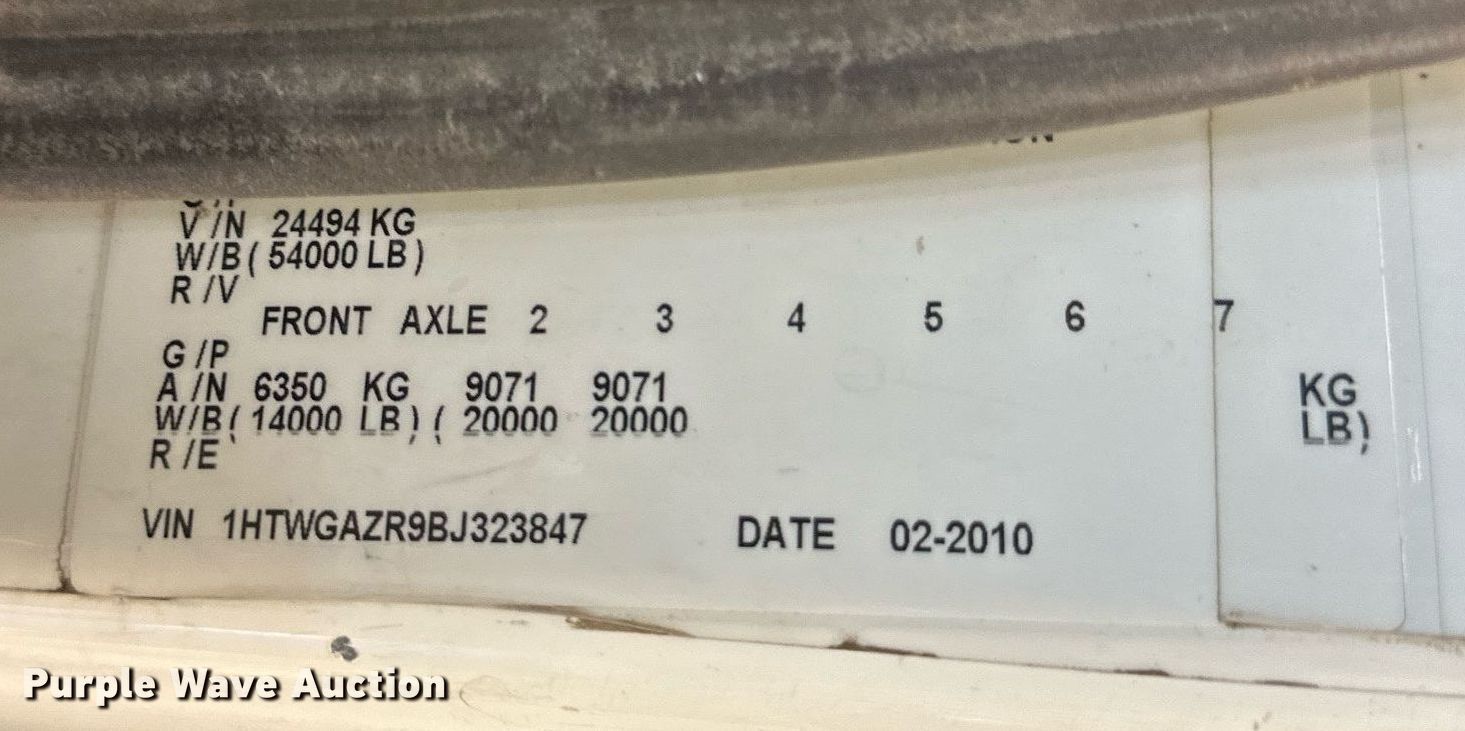 V/N 24494 KG
W/B ( 54000 LB )
R/V
FRONT AXLE 2 3 4 5 6 7
G/P
A/N 6350 KG 9071 9071 KG
W/B ( 14000 LB ) ( 20000 20000 LB )
R/E
VIN 1HTWGAZR9BJ323847 DATE 02-2010
Purple Wave Auction